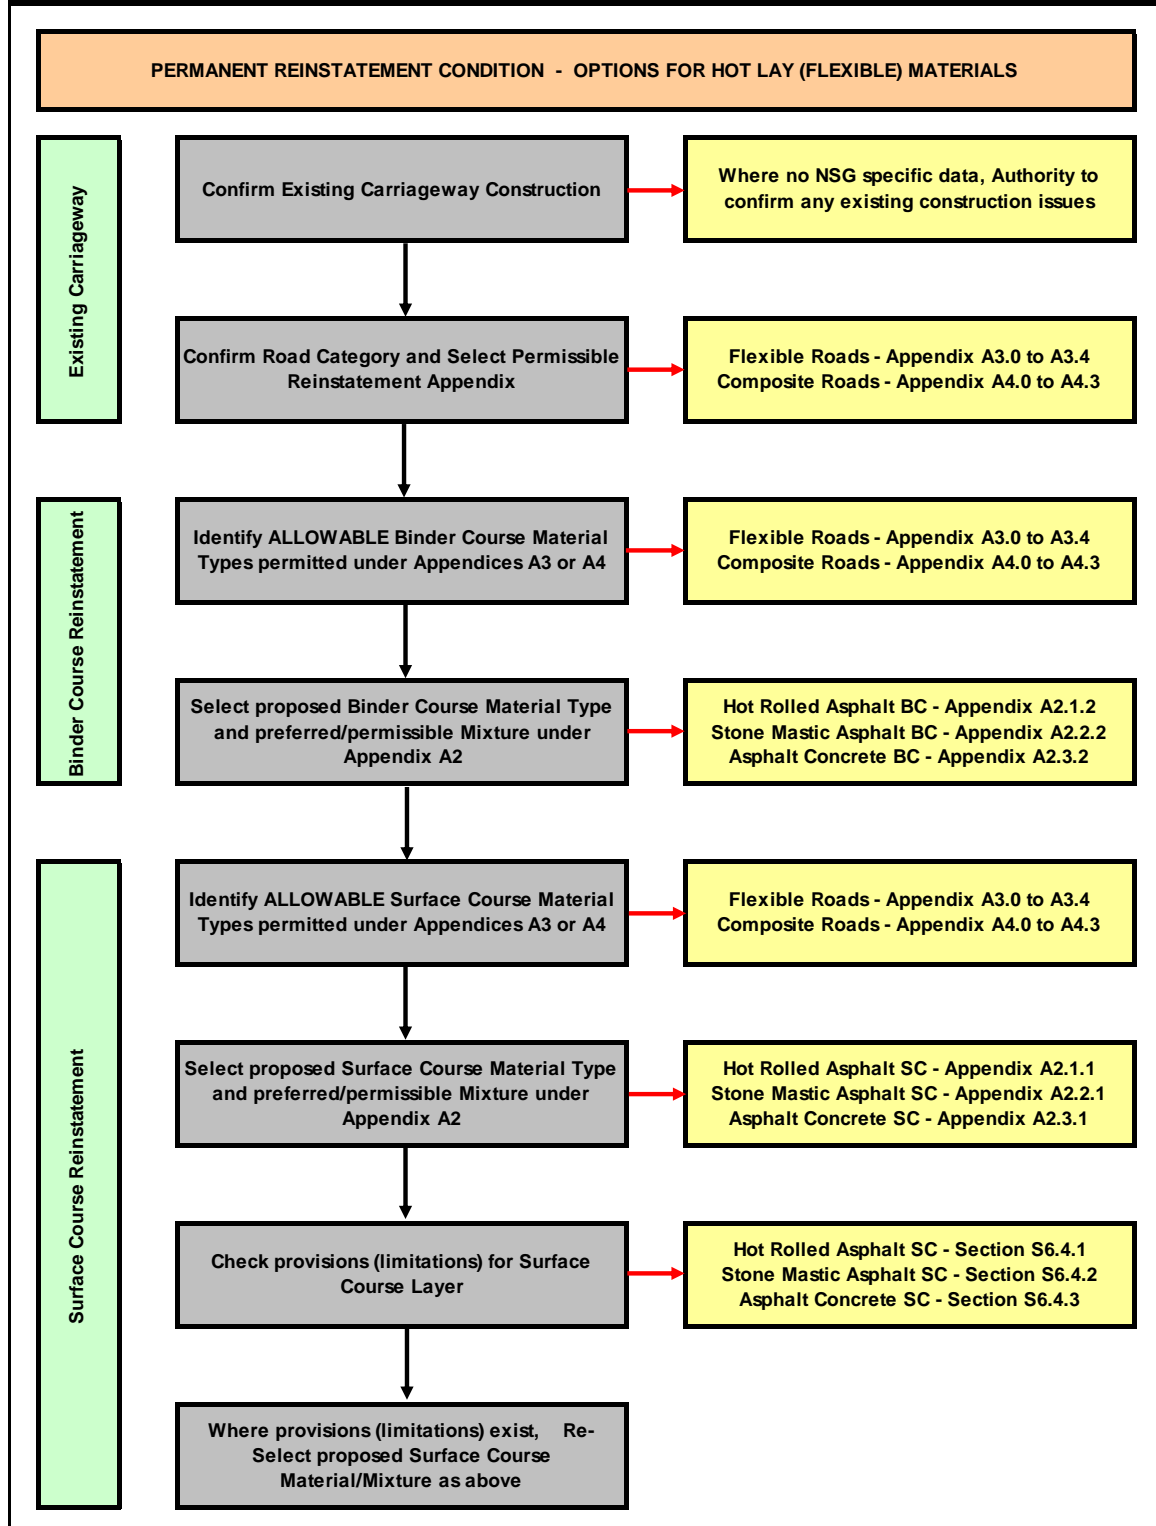 PERMANENT REINSTATEMENT CONDITION - OPTIONS FOR HOT LAY (FLEXIBLE) MATERIALS
Existing Carriageway
Confirm Existing Carriageway Construction
Where no NSG specific data, Authority to
confirm any existing construction issues
Confirm Road Category and Select Permissible
Reinstatement Appendix
Flexible Roads - Appendix A3.0 to A3.4
Composite Roads - Appendix A4.0 to A4.3
Binder Course Reinstatement
Identify ALLOWABLE Binder Course Material
Types permitted under Appendices A3 or A4
Flexible Roads - Appendix A3.0 to A3.4
Composite Roads - Appendix A4.0 to A4.3
Select proposed Binder Course Material Type
and preferred/permissible Mixture under
Appendix A2
Hot Rolled Asphalt BC - Appendix A2.1.2
Stone Mastic Asphalt BC - Appendix A2.2.2
Asphalt Concrete BC - Appendix A2.3.2
Surface Course Reinstatement
Identify ALLOWABLE Surface Course Material
Types permitted under Appendices A3 or A4
Flexible Roads - Appendix A3.0 to A3.4
Composite Roads - Appendix A4.0 to A4.3
Select proposed Surface Course Material Type
and preferred/permissible Mixture under
Appendix A2
Hot Rolled Asphalt SC - Appendix A2.1.1
Stone Mastic Asphalt SC - Appendix A2.2.1
Asphalt Concrete SC - Appendix A2.3.1
Check provisions (limitations) for Surface
Course Layer
Hot Rolled Asphalt SC - Section S6.4.1
Stone Mastic Asphalt SC - Section S6.4.2
Asphalt Concrete SC - Section S6.4.3
Where provisions (limitations) exist, Re-
Select proposed Surface Course
Material/Mixture as above